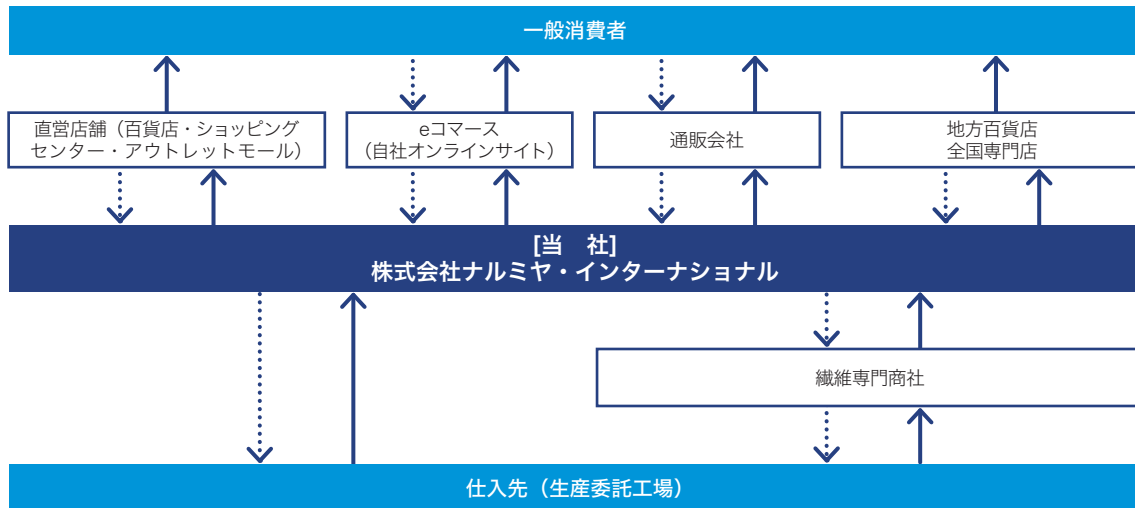 一般消費者
直営店舗（百貨店・ショッピング
センター・アウトレットモール）
eコマース
（自社オンラインサイト）
通販会社
地方百貨店
全国専門店
[当　社]
株式会社ナルミヤ・インターナショナル
繊維専門商社
仕入先（生産委託工場）